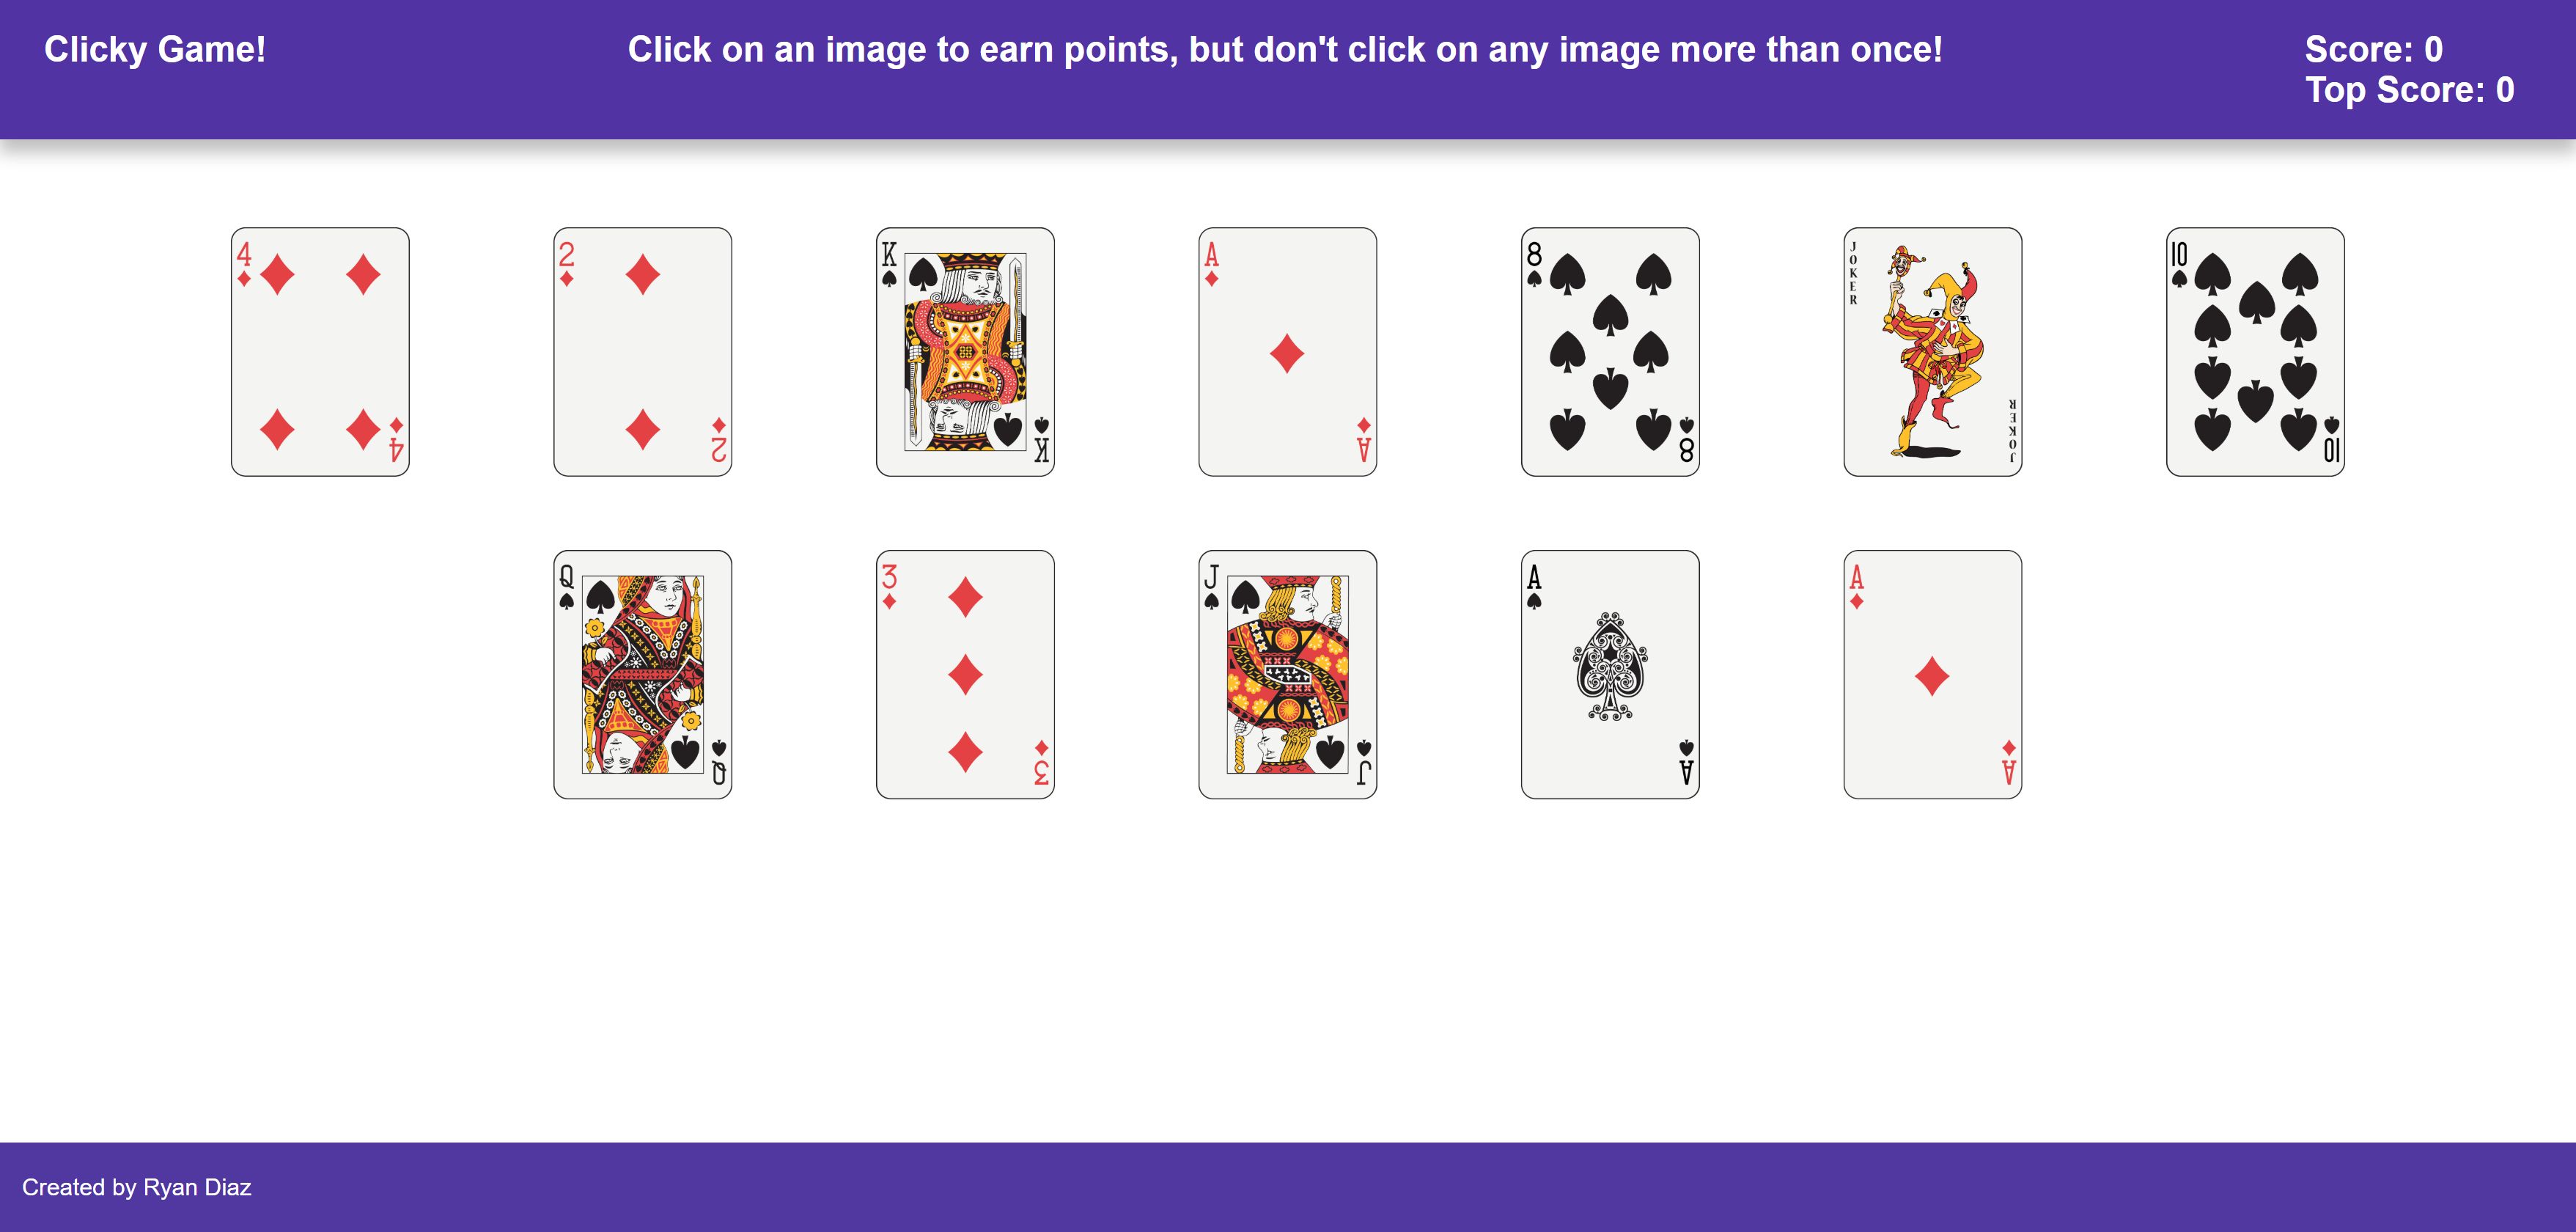 Clicky Game!
Click on an image to earn points, but don't click on any image more than once!
Score: 0
Top Score: 0
4
4
2
2
K
K
A
A
8
8
JOKER
JOKER
10
10
Q
Q
3
3
J
J
A
A
A
A
Created by Ryan Diaz